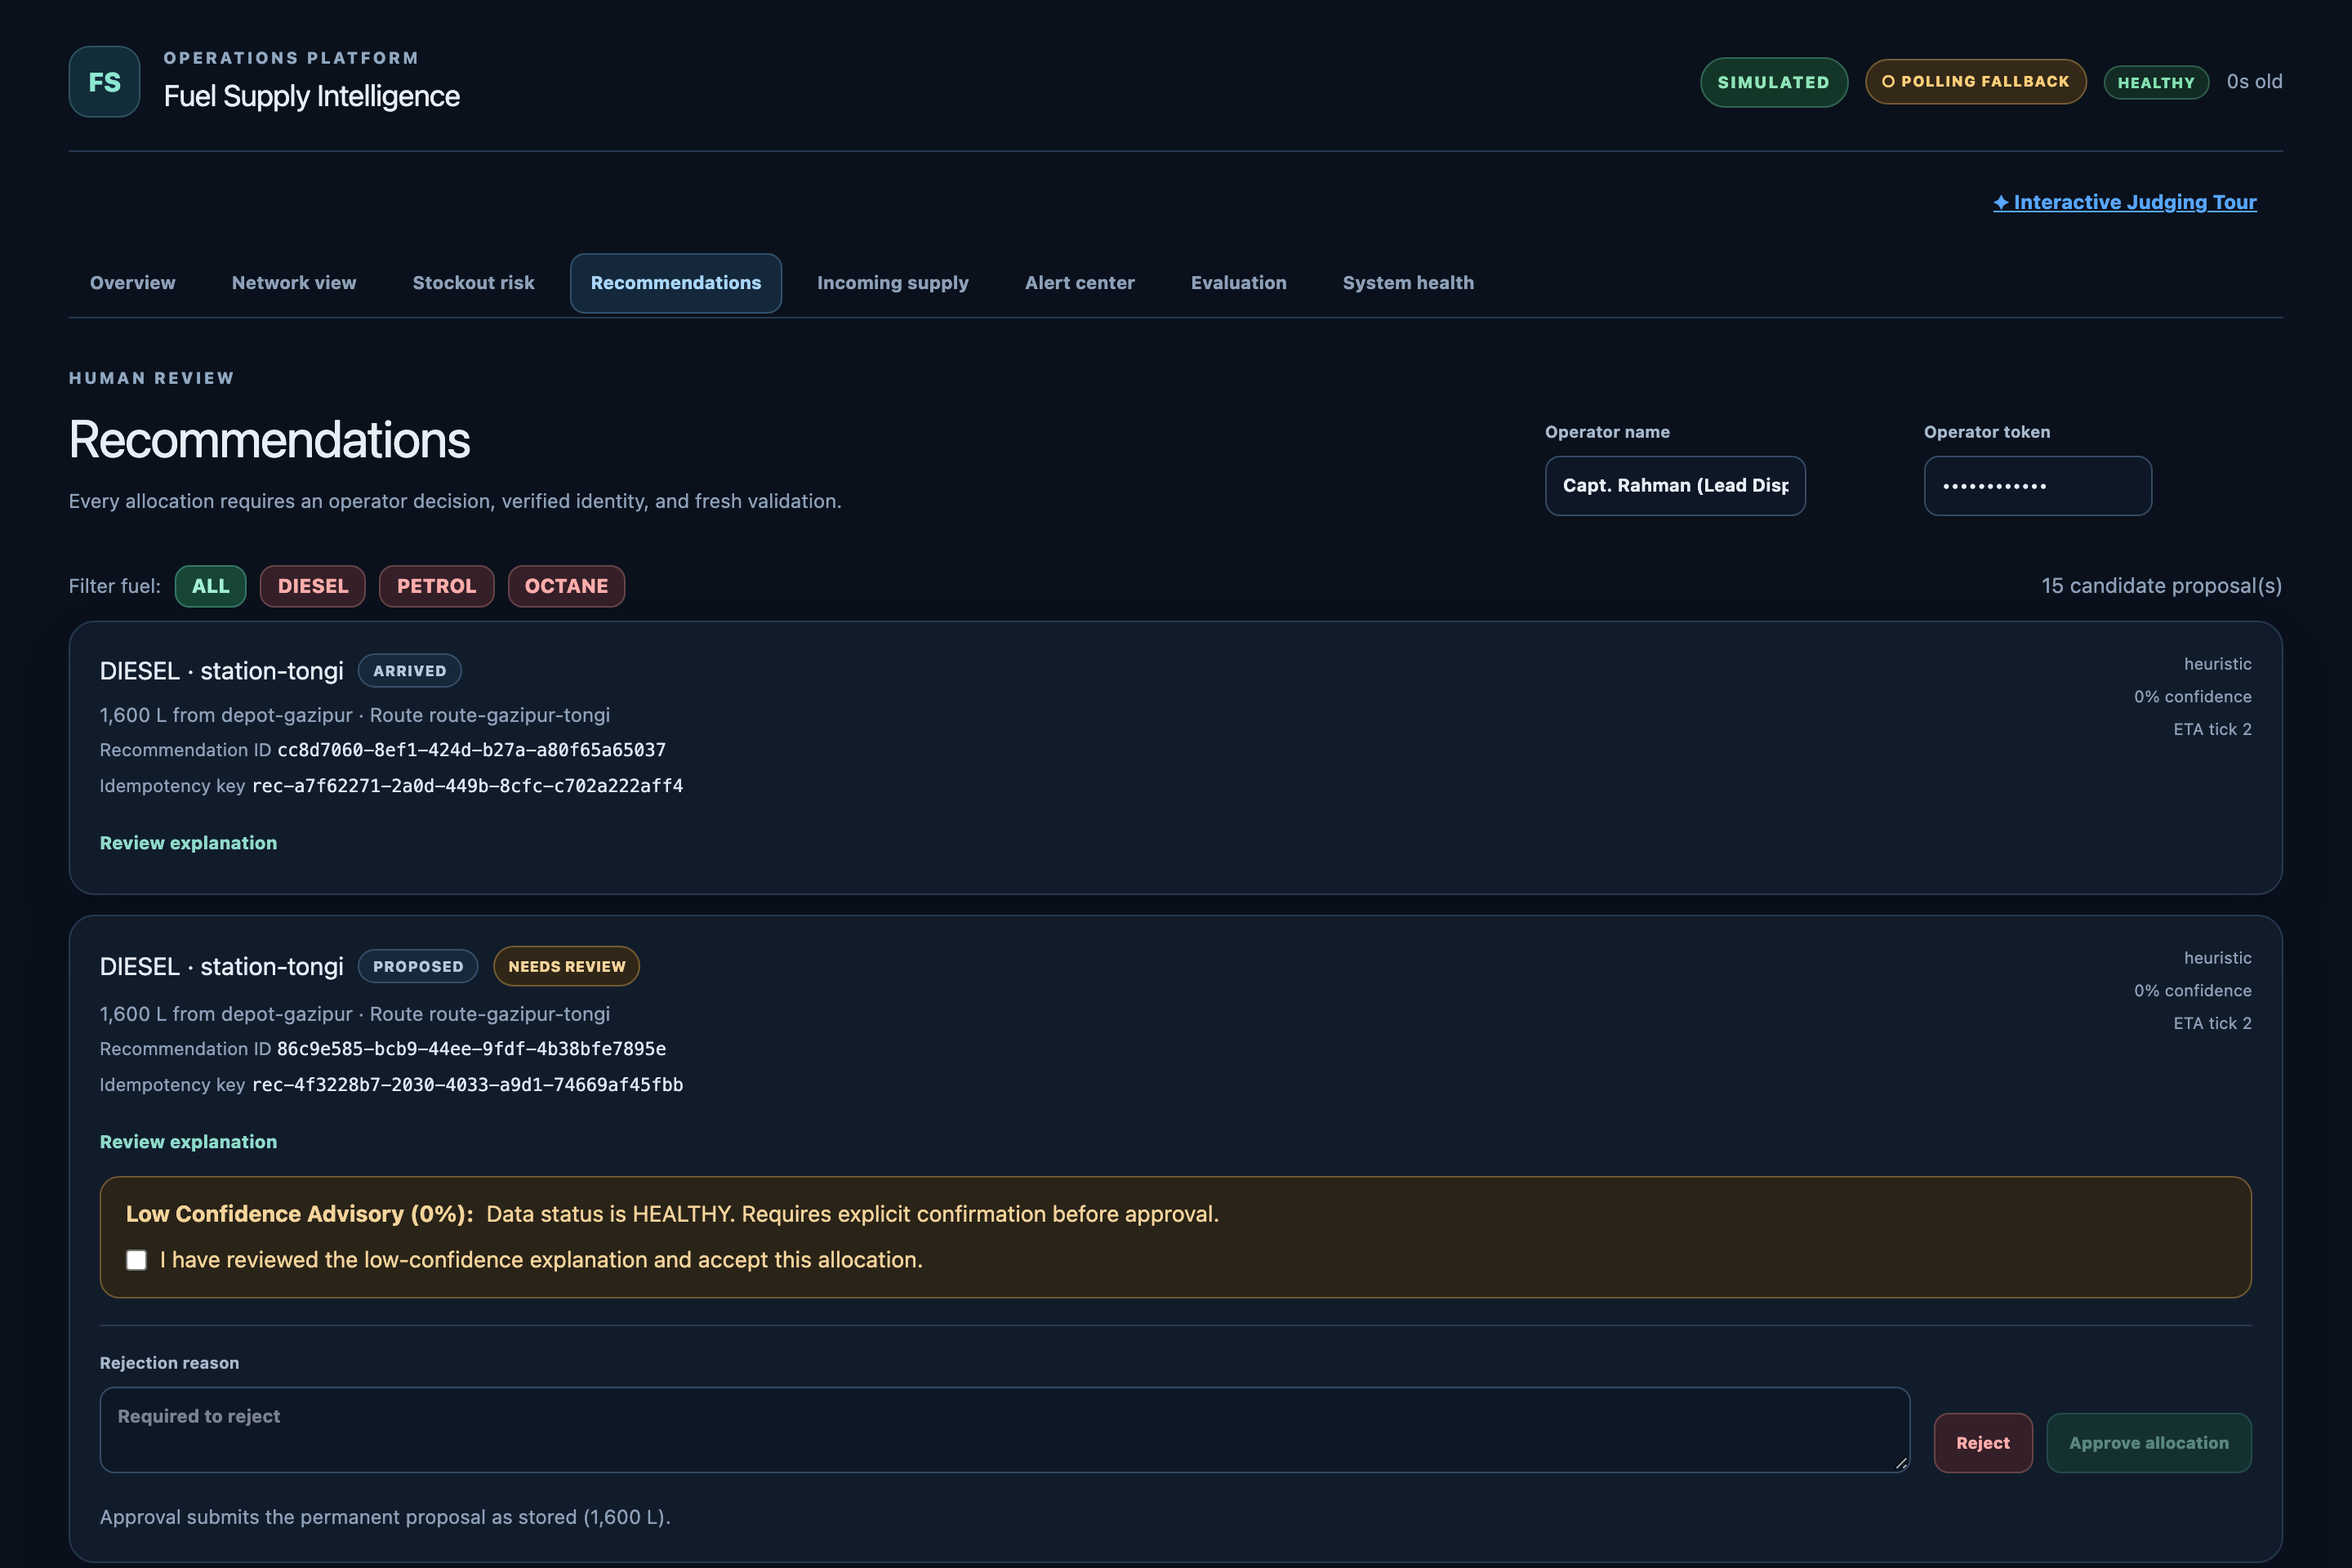 FS
OPERATIONS PLATFORM
Fuel Supply Intelligence
SIMULATED
POLLING FALLBACK
HEALTHY
0s old
✦ Interactive Judging Tour
Overview
Network view
Stockout risk
Recommendations
Incoming supply
Alert center
Evaluation
System health
HUMAN REVIEW
Recommendations
Every allocation requires an operator decision, verified identity, and fresh validation.
Operator name
Capt. Rahman (Lead Disp
Operator token
••••••••••••
Filter fuel:
ALL
DIESEL
PETROL
OCTANE
15 candidate proposal(s)
DIESEL · station-tongi
ARRIVED
1,600 L from depot-gazipur · Route route-gazipur-tongi
Recommendation ID cc8d7060-8ef1-424d-b27a-a80f65a65037
Idempotency key rec-a7f62271-2a0d-449b-8cfc-c702a222aff4
heuristic
0% confidence
ETA tick 2
Review explanation
DIESEL · station-tongi
PROPOSED
NEEDS REVIEW
1,600 L from depot-gazipur · Route route-gazipur-tongi
Recommendation ID 86c9e585-bcb9-44ee-9fdf-4b38bfe7895e
Idempotency key rec-4f3228b7-2030-4033-a9d1-74669af45fbb
heuristic
0% confidence
ETA tick 2
Review explanation
Low Confidence Advisory (0%): Data status is HEALTHY. Requires explicit confirmation before approval.
I have reviewed the low-confidence explanation and accept this allocation.
Rejection reason
Required to reject
Reject
Approve allocation
Approval submits the permanent proposal as stored (1,600 L).